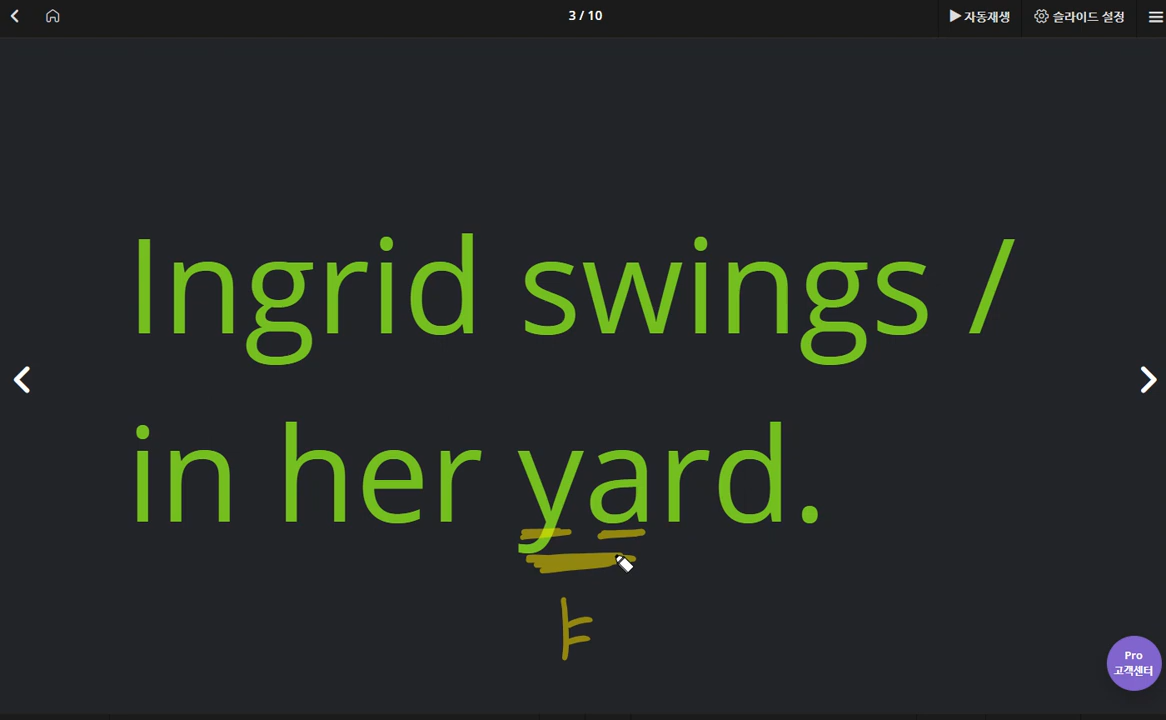 3 / 10
▶ 자동재생
슬라이드 설정
Ingrid swings /
in her yard.
ㅑ
Pro
고객센터